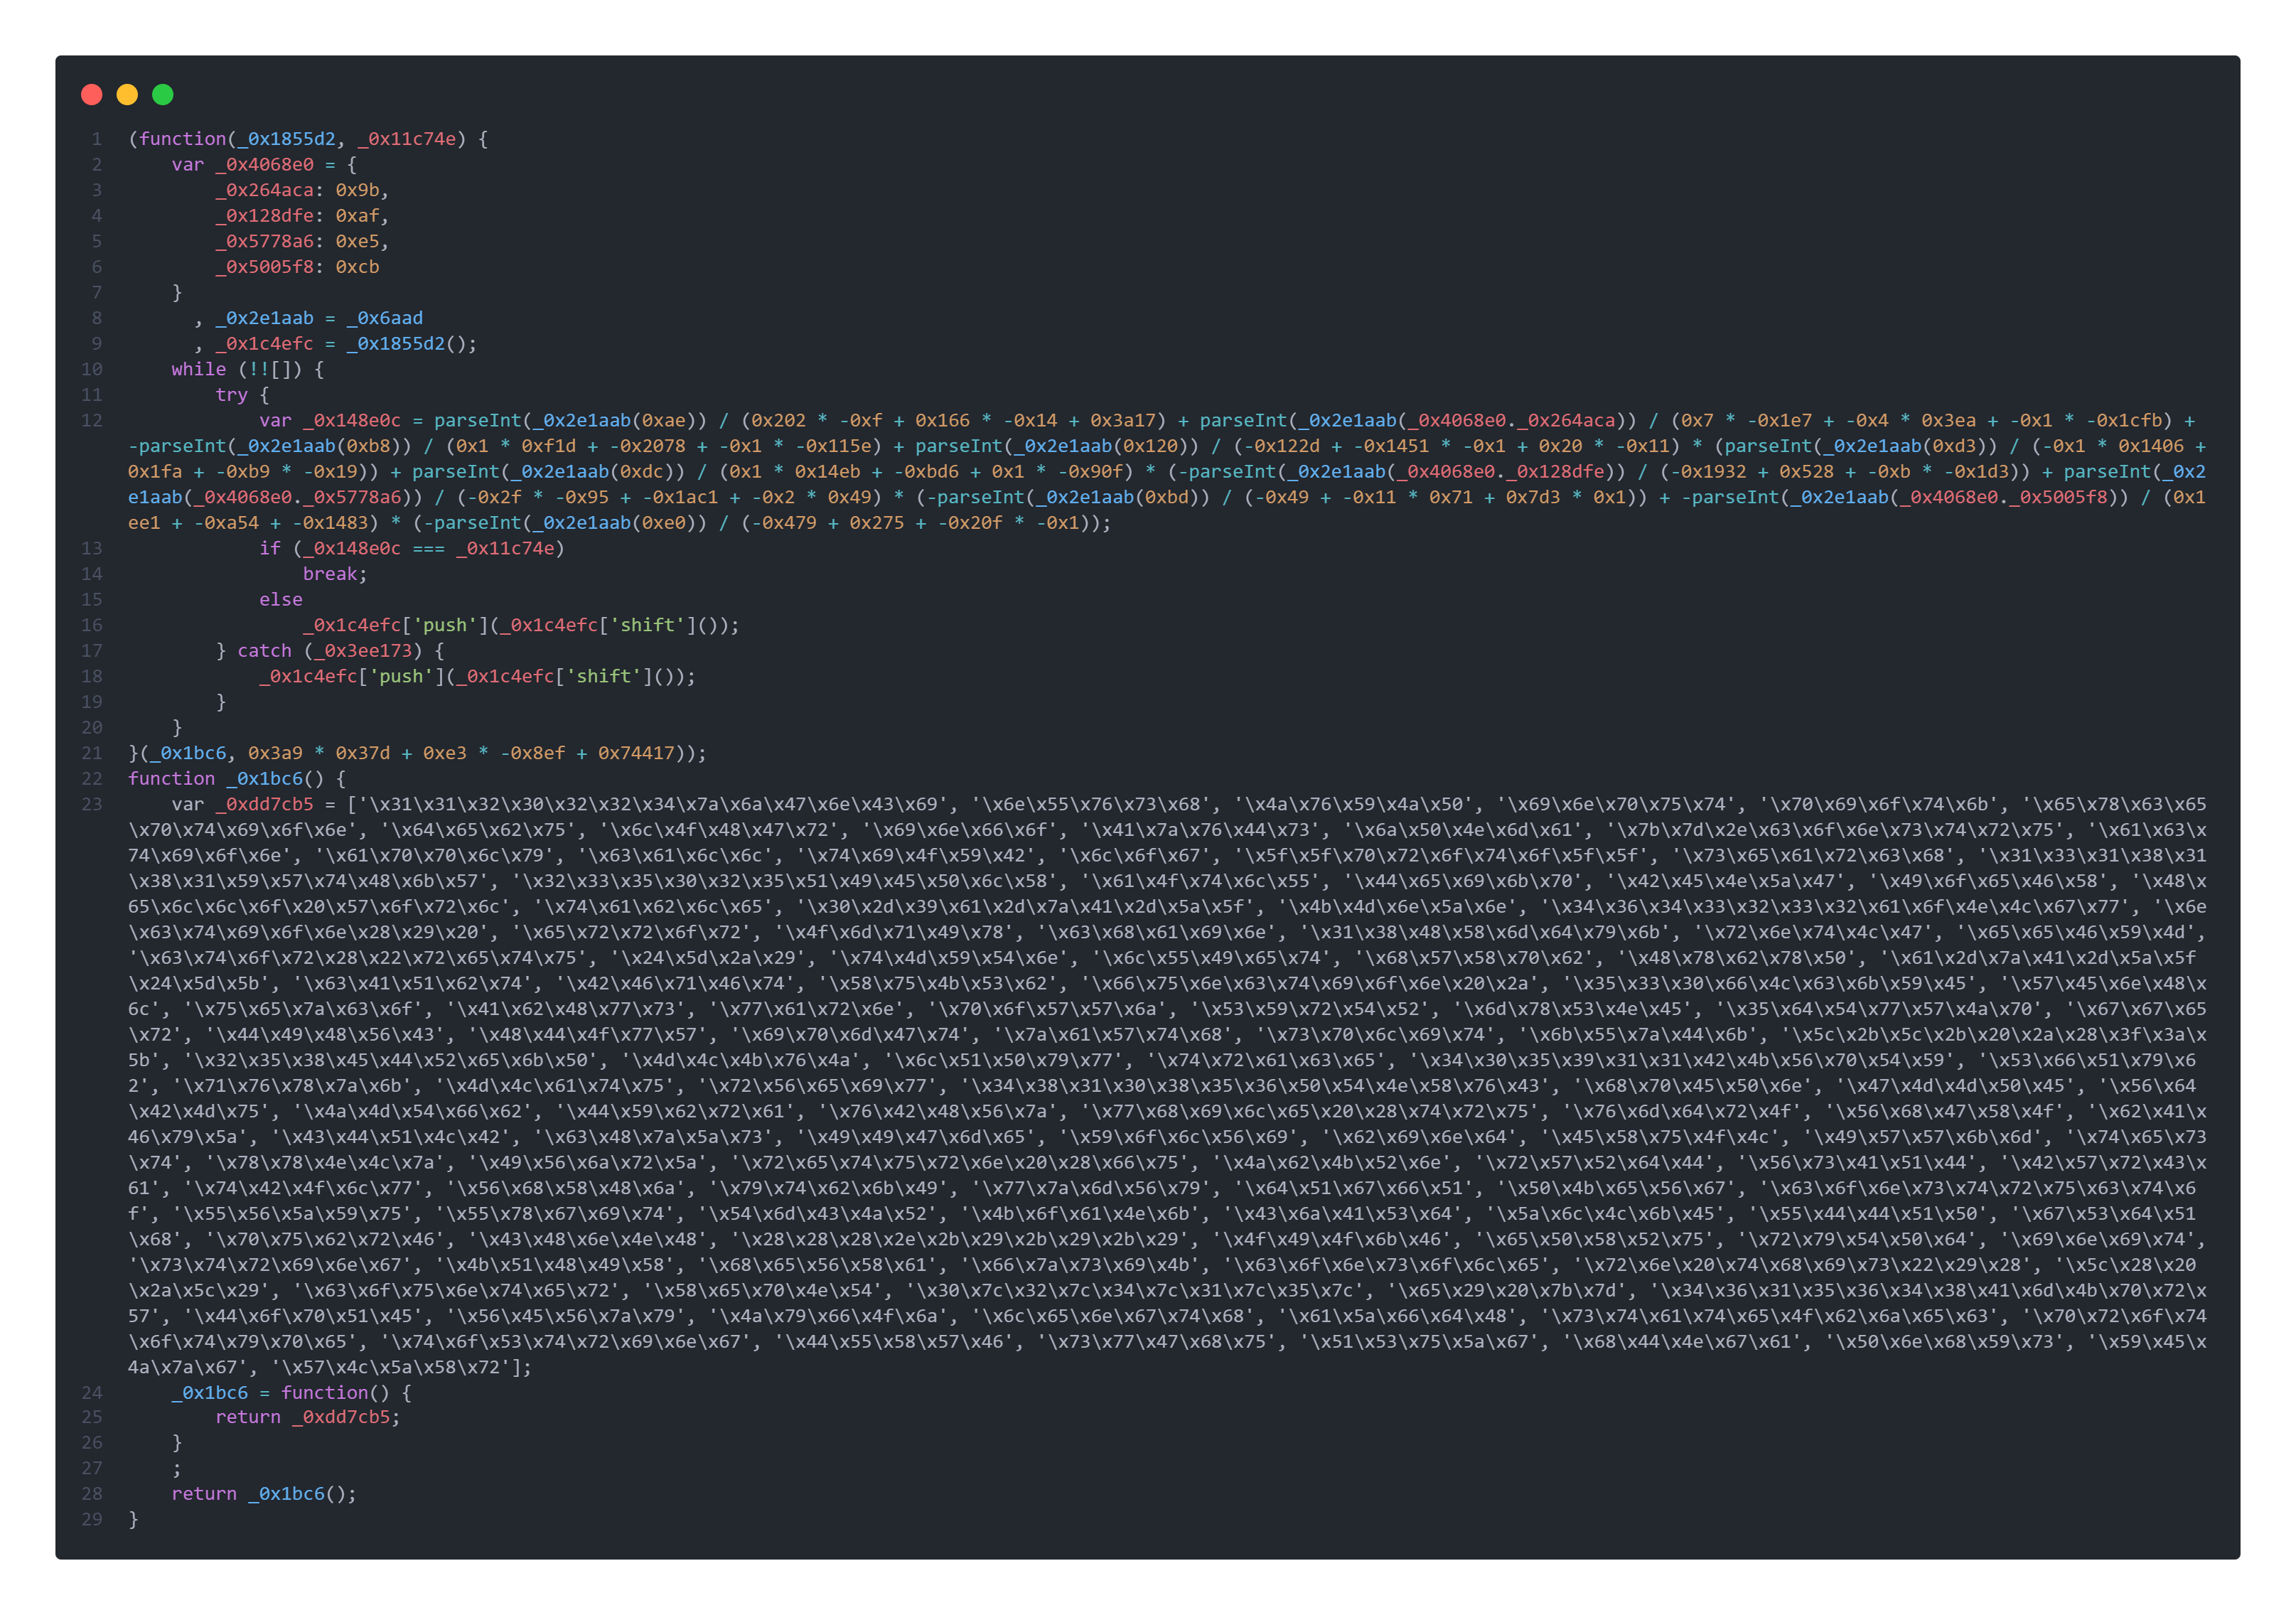 1 (function(_0x1855d2, _0x11c74e) {
2     var _0x4068e0 = {
3         _0x264aca: 0x9b,
4         _0x128dfe: 0xaf,
5         _0x5778a6: 0xe5,
6         _0x5005f8: 0xcb
7     }
8       , _0x2e1aab = _0x6aad
9       , _0x1c4efc = _0x1855d2();
10     while (!![]) {
11         try {
12             var _0x148e0c = parseInt(_0x2e1aab(0xae)) / (0x202 * -0xf + 0x166 * -0x14 + 0x3a17) + parseInt(_0x2e1aab(_0x4068e0._0x264aca)) / (0x7 * -0x1e7 + -0x4 * 0x3ea + -0x1 * -0x1cfb) +
-parseInt(_0x2e1aab(0xb8)) / (0x1 * 0xf1d + -0x2078 + -0x1 * -0x115e) + parseInt(_0x2e1aab(0x120)) / (-0x122d + -0x1451 * -0x1 + 0x20 * -0x11) * (parseInt(_0x2e1aab(0xd3)) / (-0x1 * 0x1406 +
0x1fa + -0xb9 * -0x19)) + parseInt(_0x2e1aab(0xdc)) / (0x1 * 0x14eb + -0xbd6 + 0x1 * -0x90f) * (-parseInt(_0x2e1aab(_0x4068e0._0x128dfe)) / (-0x1932 + 0x528 + -0xb * -0x1d3)) + parseInt(_0x2
e1aab(_0x4068e0._0x5778a6)) / (-0x2f * -0x95 + -0x1ac1 + -0x2 * 0x49) * (-parseInt(_0x2e1aab(0xbd)) / (-0x49 + -0x11 * 0x71 + 0x7d3 * 0x1)) + -parseInt(_0x2e1aab(_0x4068e0._0x5005f8)) / (0x1
ee1 + -0xa54 + -0x1483) * (-parseInt(_0x2e1aab(0xe0)) / (-0x479 + 0x275 + -0x20f * -0x1));
13             if (_0x148e0c === _0x11c74e)
14                 break;
15             else
16                 _0x1c4efc['push'](_0x1c4efc['shift']());
17         } catch (_0x3ee173) {
18             _0x1c4efc['push'](_0x1c4efc['shift']());
19         }
20     }
21 }(_0x1bc6, 0x3a9 * 0x37d + 0xe3 * -0x8ef + 0x74417));
22 function _0x1bc6() {
23     var _0xdd7cb5 = ['\x31\x31\x32\x30\x32\x32\x34\x7a\x6a\x47\x6e\x43\x69', '\x6e\x55\x76\x73\x68', '\x4a\x76\x59\x4a\x50', '\x69\x6e\x70\x75\x74', '\x70\x69\x6f\x74\x6b', '\x65\x78\x63\x65
\x70\x74\x69\x6f\x6e', '\x64\x65\x62\x75', '\x6c\x4f\x48\x47\x72', '\x69\x6e\x66\x6f', '\x41\x7a\x76\x44\x73', '\x6a\x50\x4e\x6d\x61', '\x7b\x7d\x2e\x63\x6f\x6e\x73\x74\x72\x75', '\x61\x63\x
74\x69\x6f\x6e', '\x61\x70\x70\x6c\x79', '\x63\x61\x6c\x6c', '\x74\x69\x4f\x59\x42', '\x6c\x6f\x67', '\x5f\x5f\x70\x72\x6f\x74\x6f\x5f\x5f', '\x73\x65\x61\x72\x63\x68', '\x31\x33\x31\x38\x31
\x38\x31\x59\x57\x74\x48\x6b\x57', '\x32\x33\x35\x30\x32\x35\x51\x49\x45\x50\x6c\x58', '\x61\x4f\x74\x6c\x55', '\x44\x65\x69\x6b\x70', '\x42\x45\x4e\x5a\x47', '\x49\x6f\x65\x46\x58', '\x48\x
65\x6c\x6c\x6f\x20\x57\x6f\x72\x6c', '\x74\x61\x62\x6c\x65', '\x30\x2d\x39\x61\x2d\x7a\x41\x2d\x5a\x5f', '\x4b\x4d\x6e\x5a\x6e', '\x34\x36\x34\x33\x32\x33\x32\x61\x6f\x4e\x4c\x67\x77', '\x6e
\x63\x74\x69\x6f\x6e\x28\x29\x20', '\x65\x72\x72\x6f\x72', '\x4f\x6d\x71\x49\x78', '\x63\x68\x61\x69\x6e', '\x31\x38\x48\x58\x6d\x64\x79\x6b', '\x72\x6e\x74\x4c\x47', '\x65\x65\x46\x59\x4d',
'\x63\x74\x6f\x72\x28\x22\x72\x65\x74\x75', '\x24\x5d\x2a\x29', '\x74\x4d\x59\x54\x6e', '\x6c\x55\x49\x65\x74', '\x68\x57\x58\x70\x62', '\x48\x78\x62\x78\x50', '\x61\x2d\x7a\x41\x2d\x5a\x5f
\x24\x5d\x5b', '\x63\x41\x51\x62\x74', '\x42\x46\x71\x46\x74', '\x58\x75\x4b\x53\x62', '\x66\x75\x6e\x63\x74\x69\x6f\x6e\x20\x2a', '\x35\x33\x30\x66\x4c\x63\x6b\x59\x45', '\x57\x45\x6e\x48\x
6c', '\x75\x65\x7a\x63\x6f', '\x41\x62\x48\x77\x73', '\x77\x61\x72\x6e', '\x70\x6f\x57\x57\x6a', '\x53\x59\x72\x54\x52', '\x6d\x78\x53\x4e\x45', '\x35\x64\x54\x77\x57\x4a\x70', '\x67\x67\x65
\x72', '\x44\x49\x48\x56\x43', '\x48\x44\x4f\x77\x57', '\x69\x70\x6d\x47\x74', '\x7a\x61\x57\x74\x68', '\x73\x70\x6c\x69\x74', '\x6b\x55\x7a\x44\x6b', '\x5c\x2b\x5c\x2b\x20\x2a\x28\x3f\x3a\x
5b', '\x32\x35\x38\x45\x44\x52\x65\x6b\x50', '\x4d\x4c\x4b\x76\x4a', '\x6c\x51\x50\x79\x77', '\x74\x72\x61\x63\x65', '\x34\x30\x35\x39\x31\x31\x42\x4b\x56\x70\x54\x59', '\x53\x66\x51\x79\x6
2', '\x71\x76\x78\x7a\x6b', '\x4d\x4c\x61\x74\x75', '\x72\x56\x65\x69\x77', '\x34\x38\x31\x30\x38\x35\x36\x50\x54\x4e\x58\x76\x43', '\x68\x70\x45\x50\x6e', '\x47\x4d\x4d\x50\x45', '\x56\x64
\x42\x4d\x75', '\x4a\x4d\x54\x66\x62', '\x44\x59\x62\x72\x61', '\x76\x42\x48\x56\x7a', '\x77\x68\x69\x6c\x65\x20\x28\x74\x72\x75', '\x76\x6d\x64\x72\x4f', '\x56\x68\x47\x58\x4f', '\x62\x41\x
46\x79\x5a', '\x43\x44\x51\x4c\x42', '\x63\x48\x7a\x5a\x73', '\x49\x49\x47\x6d\x65', '\x59\x6f\x6c\x56\x69', '\x62\x69\x6e\x64', '\x45\x58\x75\x4f\x4c', '\x49\x57\x57\x6b\x6d', '\x74\x65\x73
\x74', '\x78\x78\x4e\x4c\x7a', '\x49\x56\x6a\x72\x5a', '\x72\x65\x74\x75\x72\x6e\x20\x28\x66\x75', '\x4a\x62\x4b\x52\x6e', '\x72\x57\x52\x64\x44', '\x56\x73\x41\x51\x44', '\x42\x57\x72\x43\x
61', '\x74\x42\x4f\x6c\x77', '\x56\x68\x58\x48\x6a', '\x79\x74\x62\x6b\x49', '\x77\x7a\x6d\x56\x79', '\x64\x51\x67\x66\x51', '\x50\x4b\x65\x56\x67', '\x63\x6f\x6e\x73\x74\x72\x75\x63\x74\x6
f', '\x55\x56\x5a\x59\x75', '\x55\x78\x67\x69\x74', '\x54\x6d\x43\x4a\x52', '\x4b\x6f\x61\x4e\x6b', '\x43\x6a\x41\x53\x64', '\x5a\x6c\x4c\x6b\x45', '\x55\x44\x44\x51\x50', '\x67\x53\x64\x51
\x68', '\x70\x75\x62\x72\x46', '\x43\x48\x6e\x4e\x48', '\x28\x28\x28\x2e\x2b\x29\x2b\x29\x2b\x29', '\x4f\x49\x4f\x6b\x46', '\x65\x50\x58\x52\x75', '\x72\x79\x54\x50\x64', '\x69\x6e\x69\x74',
'\x73\x74\x72\x69\x6e\x67', '\x4b\x51\x48\x49\x58', '\x68\x65\x56\x58\x61', '\x66\x7a\x73\x69\x4b', '\x63\x6f\x6e\x73\x6f\x6c\x65', '\x72\x6e\x20\x74\x68\x69\x73\x22\x29\x28', '\x5c\x28\x20
\x2a\x5c\x29', '\x63\x6f\x75\x6e\x74\x65\x72', '\x58\x65\x70\x4e\x54', '\x30\x7c\x32\x7c\x34\x7c\x31\x7c\x35\x7c', '\x65\x29\x20\x7b\x7d', '\x34\x36\x31\x35\x36\x34\x38\x41\x6d\x4b\x70\x72\x
57', '\x44\x6f\x70\x51\x45', '\x56\x45\x56\x7a\x79', '\x4a\x79\x66\x4f\x6a', '\x6c\x65\x6e\x67\x74\x68', '\x61\x5a\x66\x64\x48', '\x73\x74\x61\x74\x65\x4f\x62\x6a\x65\x63', '\x70\x72\x6f\x74
\x6f\x74\x79\x70\x65', '\x74\x6f\x53\x74\x72\x69\x6e\x67', '\x44\x55\x58\x57\x46', '\x73\x77\x47\x68\x75', '\x51\x53\x75\x5a\x67', '\x68\x44\x4e\x67\x61', '\x50\x6e\x68\x59\x73', '\x59\x45\x
4a\x7a\x67', '\x57\x4c\x5a\x58\x72'];
24     _0x1bc6 = function() {
25         return _0xdd7cb5;
26     }
27     ;
28     return _0x1bc6();
29 }